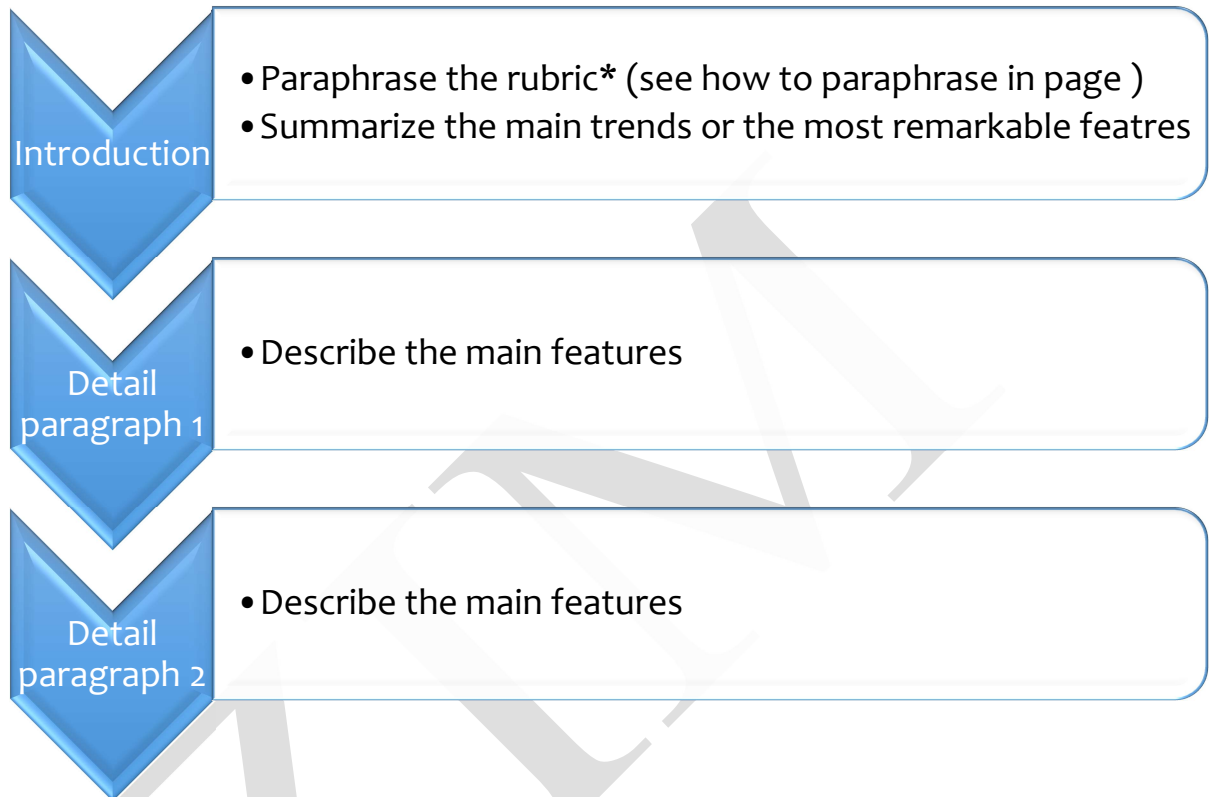 Introduction
•Paraphrase the rubric* (see how to paraphrase in page )
•Summarize the main trends or the most remarkable featres
Detail
paragraph 1
•Describe the main features
Detail
paragraph 2
•Describe the main features
ZIM